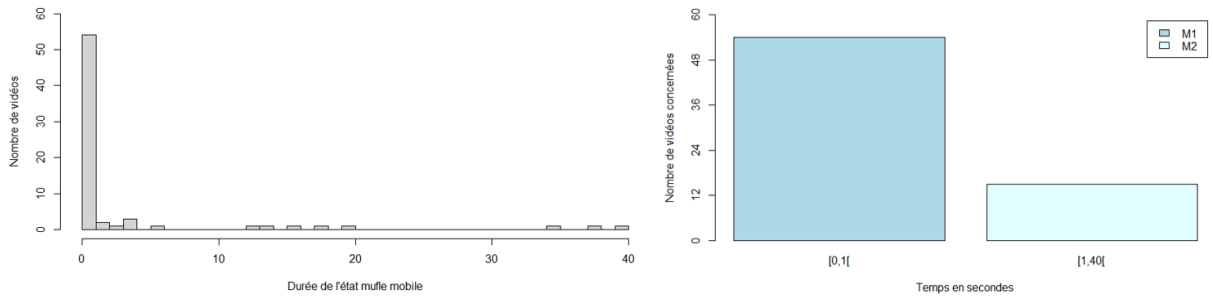 Nombre de vidéos
60
50
40
30
20
10
0
0 10 20 30 40
Durée de l'état mufle mobile
Nombre de vidéos concernées
60
48
36
24
12
0
M1
M2
[0,1[ [1,40[
Temps en secondes